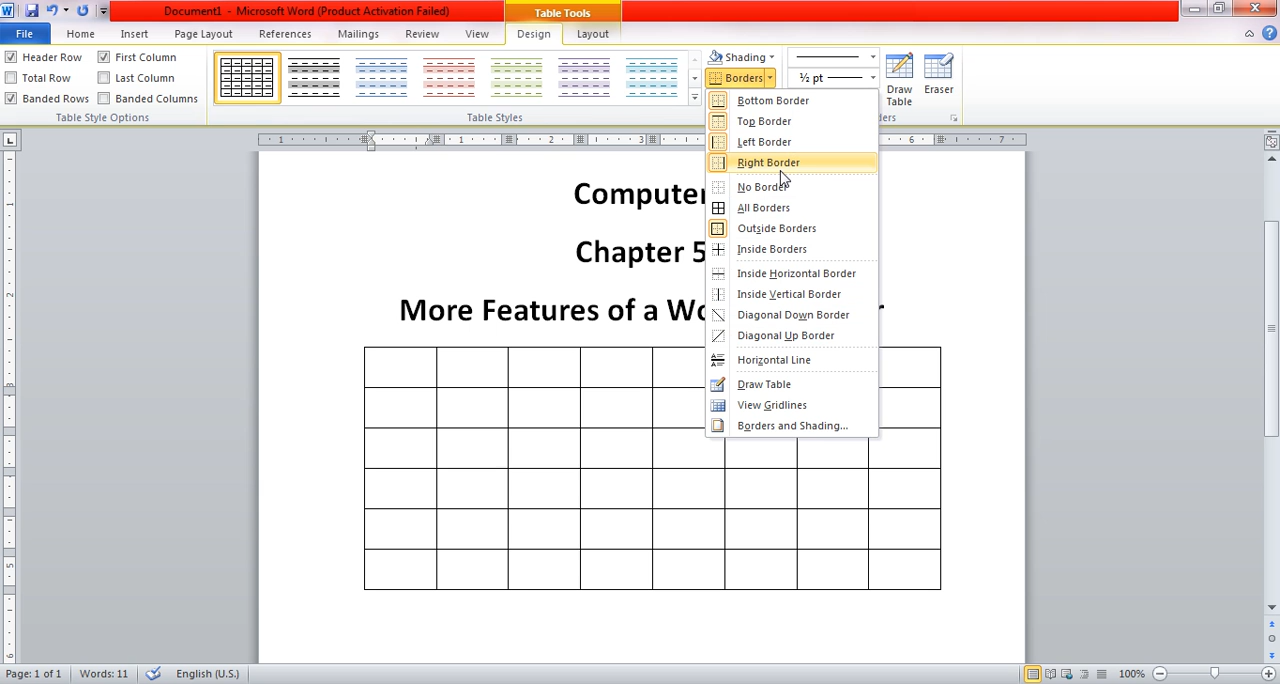 Document1 - Microsoft Word (Product Activation Failed)
Table Tools
File Home Insert Page Layout References Mailings Review View Design Layout
Header Row First Column
Total Row Last Column
Banded Rows Banded Columns
Table Style Options
Table Styles
Shading
Borders
½ pt
Draw Table
Eraser
Bottom Border
Top Border
Left Border
Right Border
No Border
All Borders
Outside Borders
Inside Borders
Inside Horizontal Border
Inside Vertical Border
Diagonal Down Border
Diagonal Up Border
Horizontal Line
Draw Table
View Gridlines
Borders and Shading...
Computer
Chapter 5
More Features of a
Page: 1 of 1 Words: 11 English (U.S.) 100%